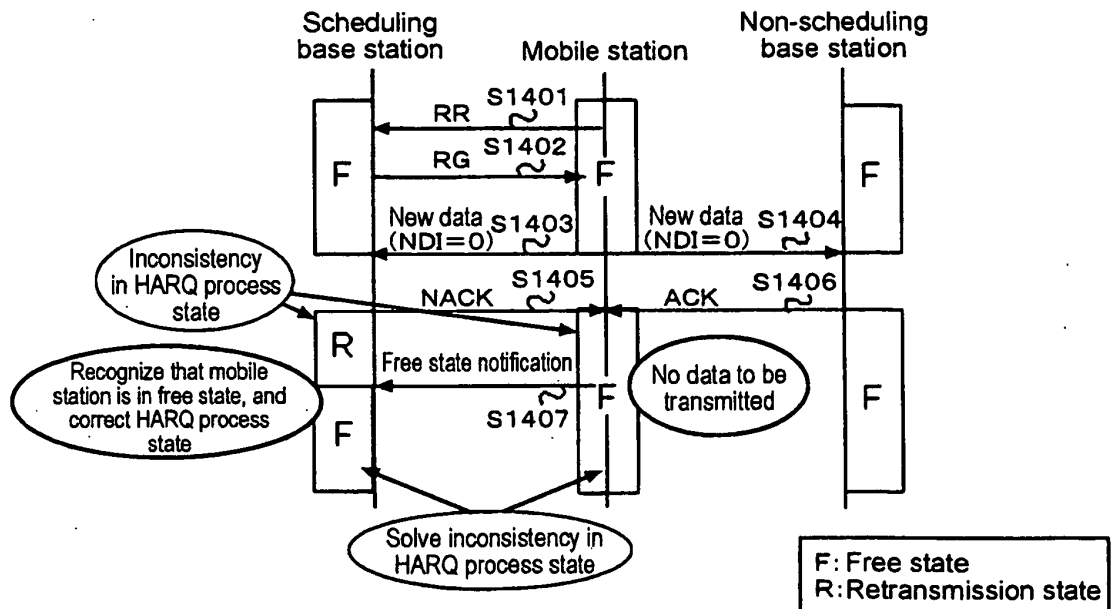 Scheduling
base station
Mobile station
Non-scheduling
base station
S1401
RR
S1402
RG
F
F
F
New data
(NDI=0)
S1403
New data
(NDI=0)
S1404
Inconsistency
in HARQ process
state
S1405
NACK
S1406
ACK
R
Free state notification
Recognize that mobile
station is in free state, and
correct HARQ process
state
F
S1407
F
No data to be
transmitted
F
Solve inconsistency in
HARQ process state
F: Free state
R: Retransmission state